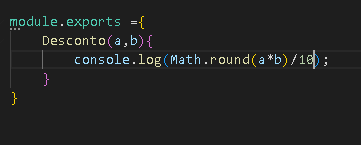 module.exports ={
    Desconto(a,b){
        console.log(Math.round(a*b)/10);
    }
}